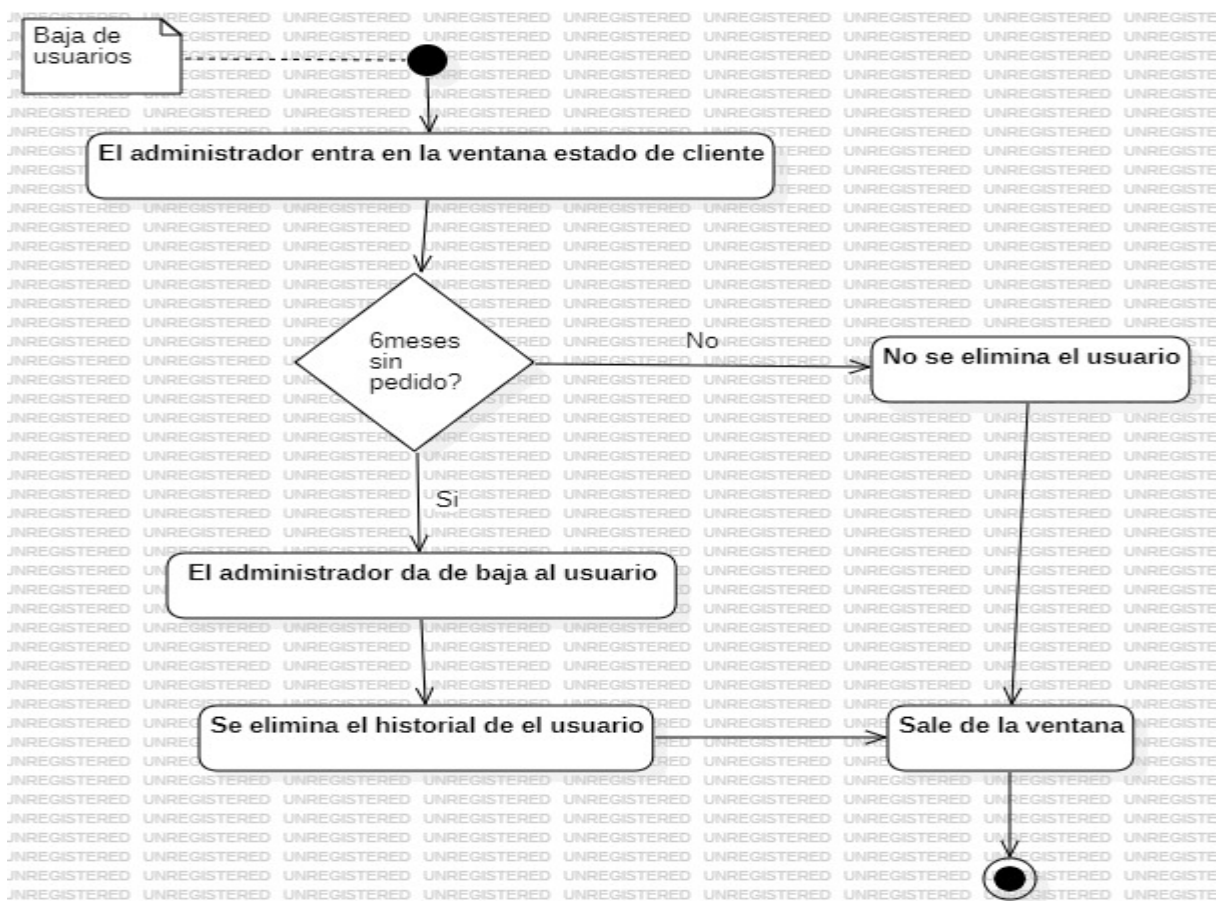 Baja de
usuarios
El administrador entra en la ventana estado de cliente
6meses
sin
pedido?
No
No se elimina el usuario
Si
El administrador da de baja al usuario
Se elimina el historial de el usuario
Sale de la ventana
UNREGISTERED